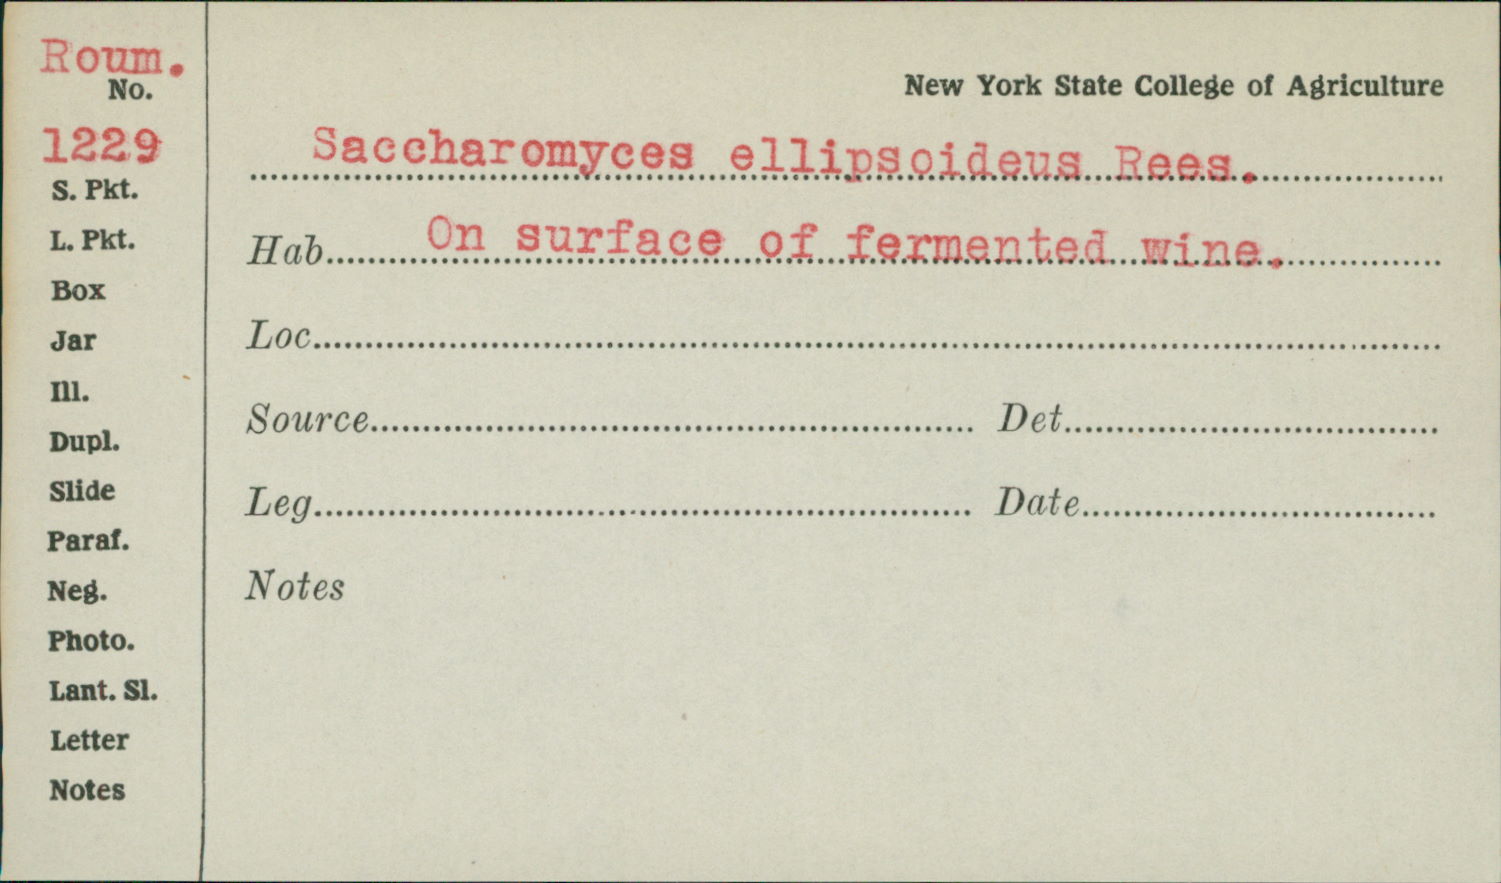 Roum.
No.
1229
S. Pkt.
L. Pkt.
Box
Jar
Ill.
Dupl.
Slide
Paraf.
Neg.
Photo.
Lant. Sl.
Letter
Notes
New York State College of Agriculture
Saccharomyces ellipsoideus Rees.
Hab. On surface of fermented wine.
Loc.
Source Det.
Leg. Date
Notes